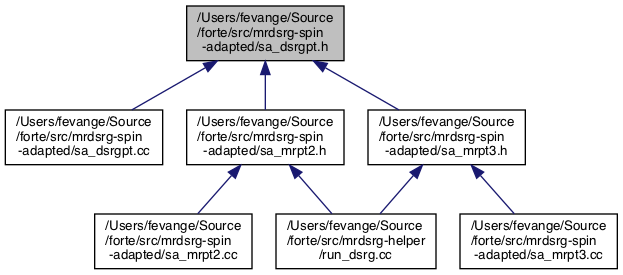 /Users/fevange/Source
/forte/src/mrdsrg-spin
-adapted/sa_dsrgpt.h
/Users/fevange/Source
/forte/src/mrdsrg-spin
-adapted/sa_dsrgpt.cc
/Users/fevange/Source
/forte/src/mrdsrg-spin
-adapted/sa_mrpt2.h
/Users/fevange/Source
/forte/src/mrdsrg-spin
-adapted/sa_mrpt3.h
/Users/fevange/Source
/forte/src/mrdsrg-spin
-adapted/sa_mrpt2.cc
/Users/fevange/Source
/forte/src/mrdsrg-helper
/run_dsrg.cc
/Users/fevange/Source
/forte/src/mrdsrg-spin
-adapted/sa_mrpt3.cc